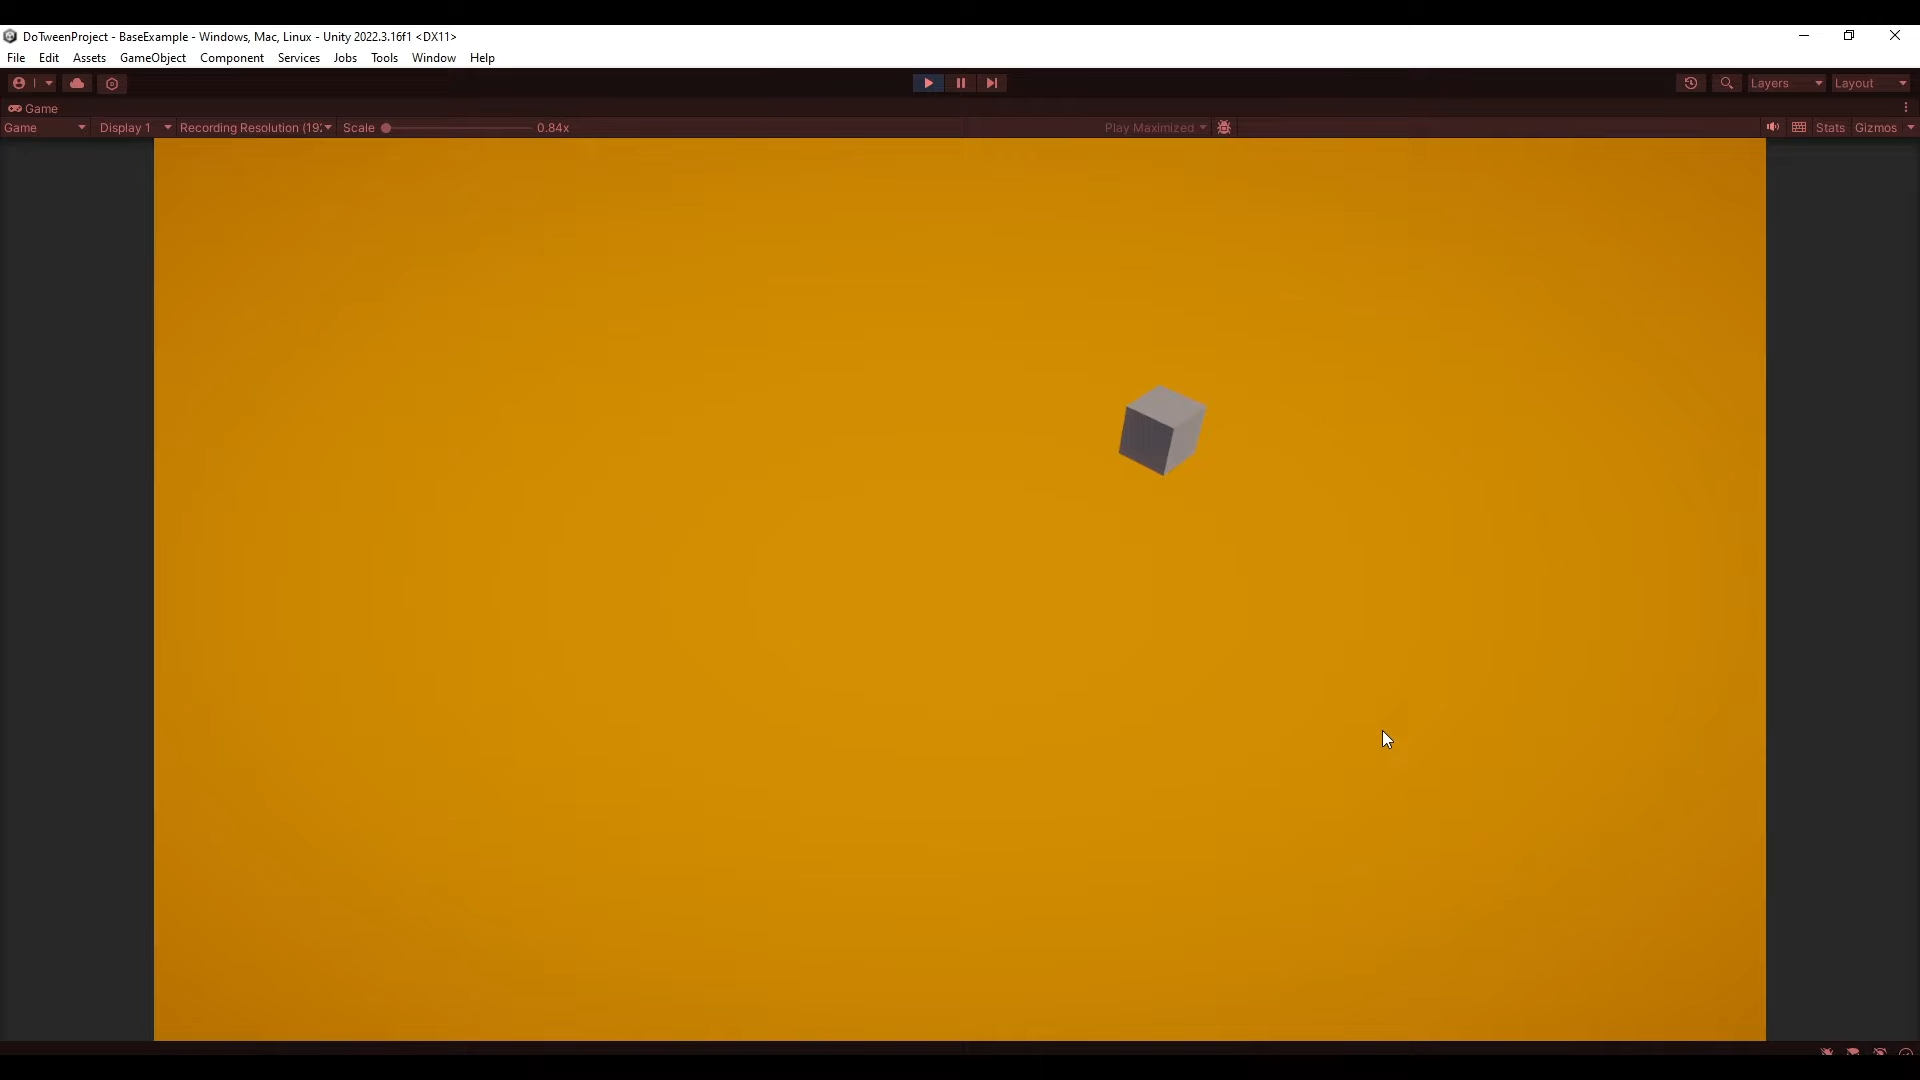 DoTweenProject - BaseExample - Windows, Mac, Linux - Unity 2022.3.16f1 <DX11>
File Edit Assets GameObject Component Services Jobs Tools Window Help
I Layers Layout
Game
Game Display 1 Recording Resolution (192 Scale 0.84x Play Maximized Stats Gizmos